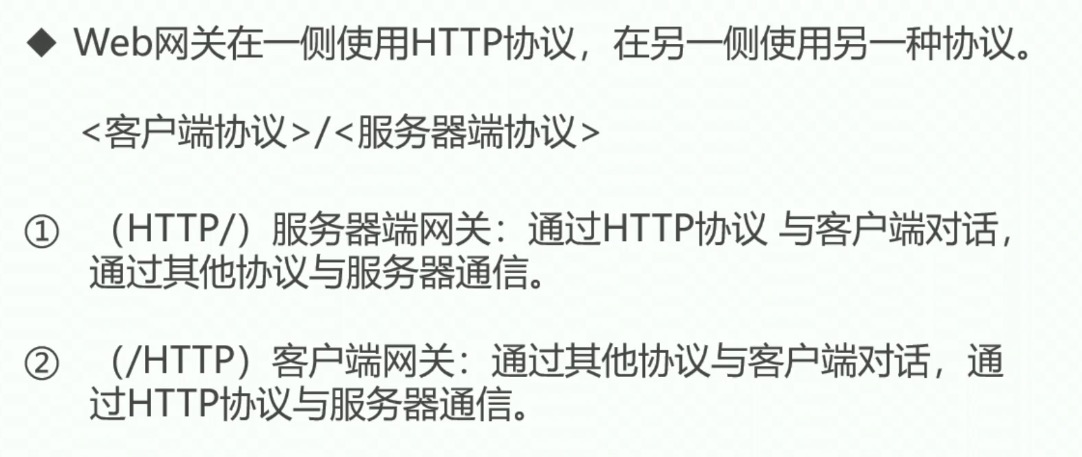 ◆ Web网关在一侧使用HTTP协议，在另一侧使用另一种协议。
<客户端协议>/<服务器端协议>
① （HTTP/）服务器端网关：通过HTTP协议 与客户端对话，
通过其他协议与服务器通信。
② （/HTTP）客户端网关：通过其他协议与客户端对话，通
过HTTP协议与服务器通信。